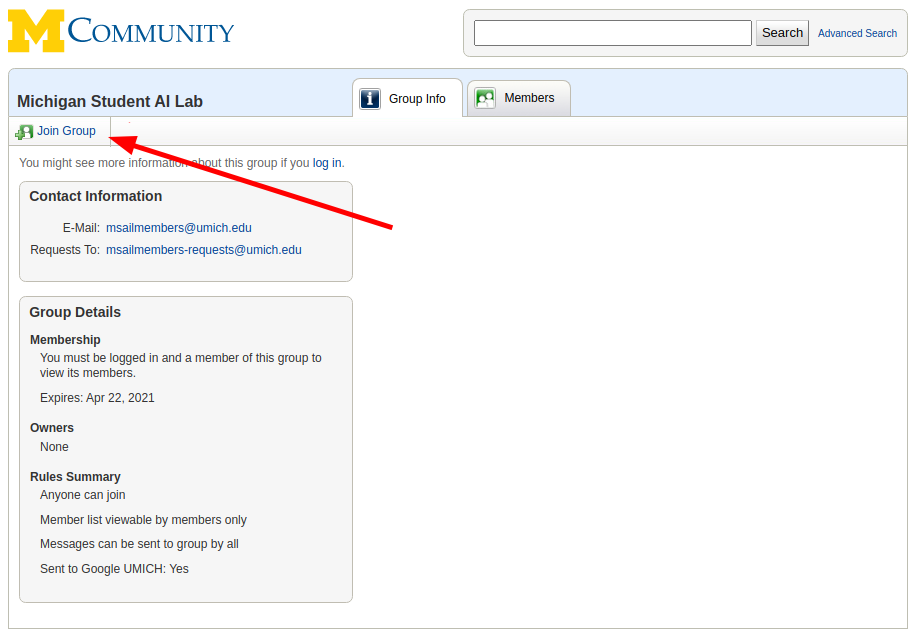 M COMMUNITY
Search
Advanced Search
Michigan Student AI Lab
Group Info
Members
Join Group
You might see more information about this group if you log in.
Contact Information
E-Mail: msailmembers@umich.edu
Requests To: msailmembers-requests@umich.edu
Group Details
Membership
You must be logged in and a member of this group to
view its members.
Expires: Apr 22, 2021
Owners
None
Rules Summary
Anyone can join
Member list viewable by members only
Messages can be sent to group by all
Sent to Google UMICH: Yes